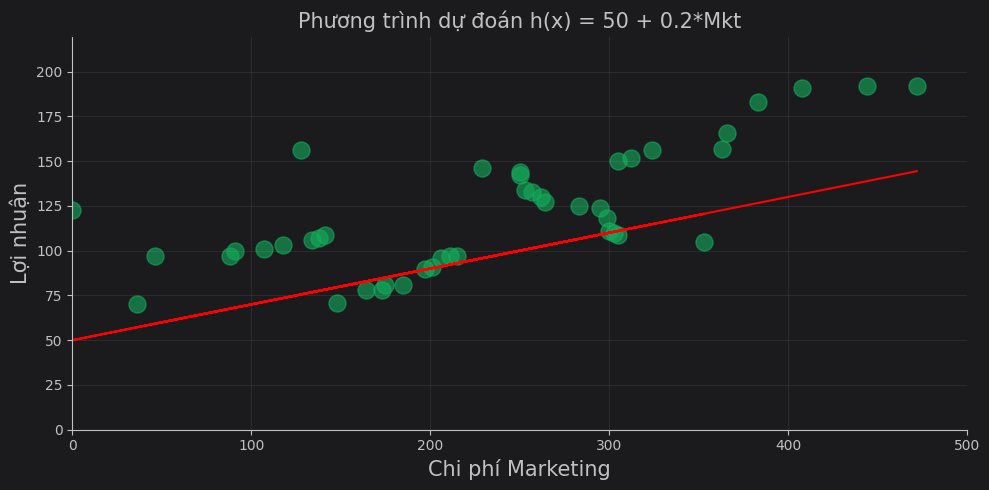 Phương trình dự đoán h(x) = 50 + 0.2*Mkt
Lợi nhuận
200
175
150
125
100
75
50
25
0
0 100 200 300 400 500
Chi phí Marketing